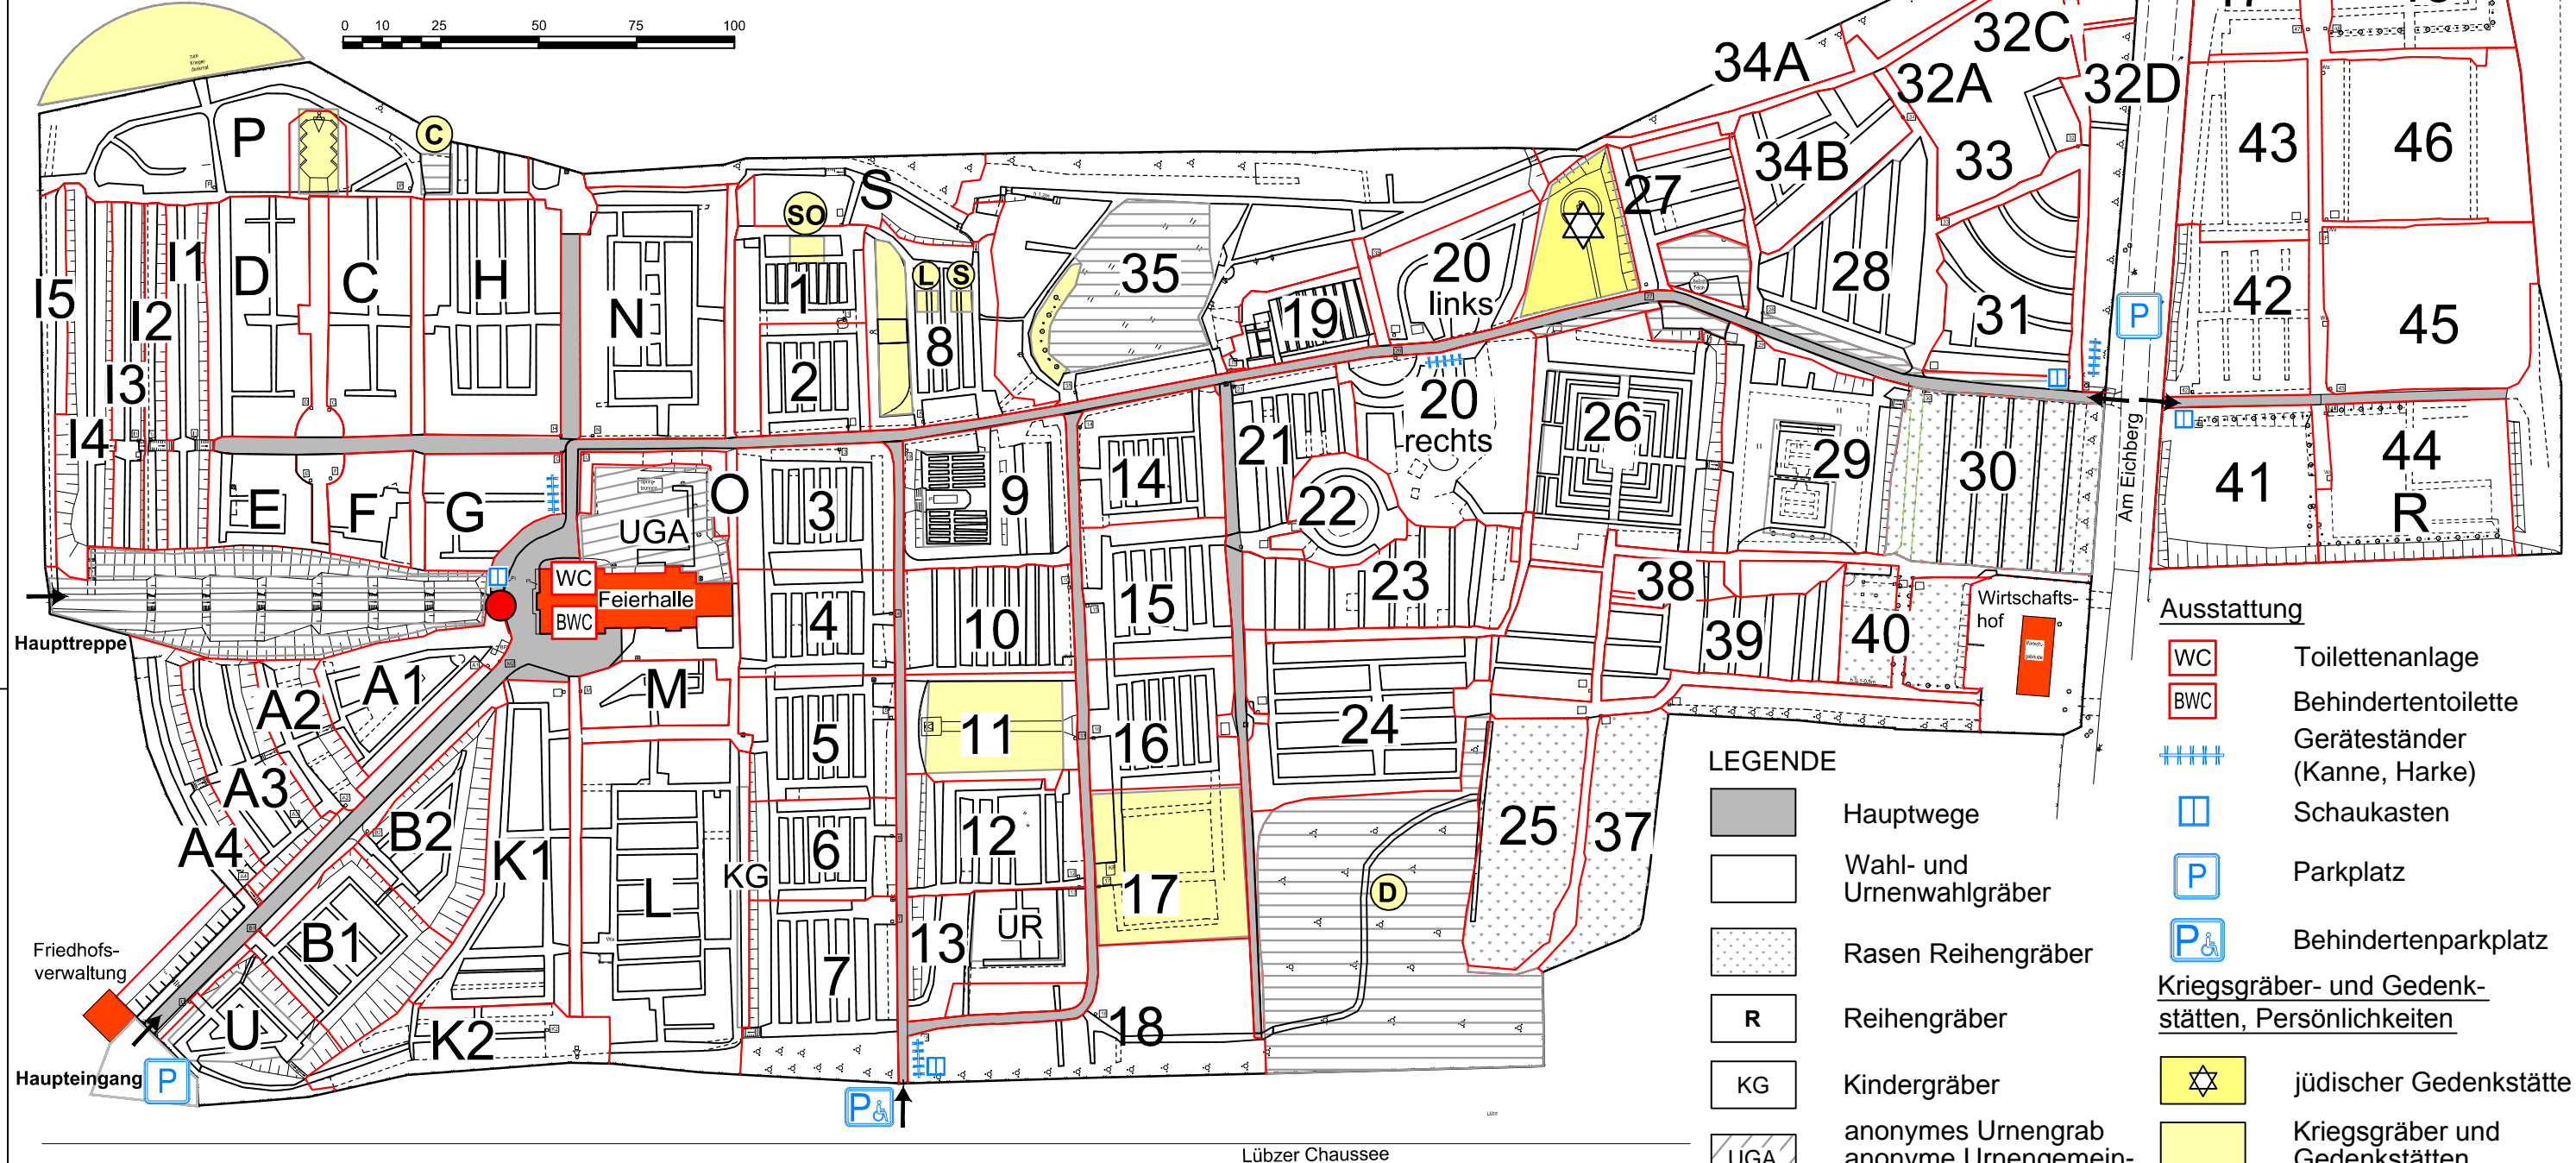 0 10 25 50 75 100
P
C
SO
S
L S
I5
I4
I3
I2
I1
D
C
H
N
1
2
8
35
19
20
links
20
rechts
27
34A
34B
32A
32C
32D
33
28
31
43
46
42
45
41
44
R
E
F
G
UGA
O
3
9
14
21
22
26
29
30
Am Eichberg
WC
BWC
Feierhalle
4
10
15
23
38
39
40
Wirtschafts-
hof
Haupttreppe
A1
A2
A3
A4
M
5
11
16
24
B2
K1
L
KG
6
12
17
D
25
37
B1
7
13
UR
18
U
K2
Friedhofs-
verwaltung
Haupteingang
P
P
P
Lübzer Chaussee
LEGENDE
Hauptwege
Wahl- und
Urnenwahlgräber
Rasen Reihengräber
R Reihengräber
KG Kindergräber
UGA anonymes Urnengrab
anonyme Urnengemein-
Ausstattung
WC Toilettenanlage
BWC Behindertentoilette
Geräteständer
(Kanne, Harke)
Schaukasten
P Parkplatz
P Behindertenparkplatz
Kriegsgräber- und Gedenk-
stätten, Persönlichkeiten
jüdischer Gedenkstätte
Kriegsgräber und
Gedenkstätten